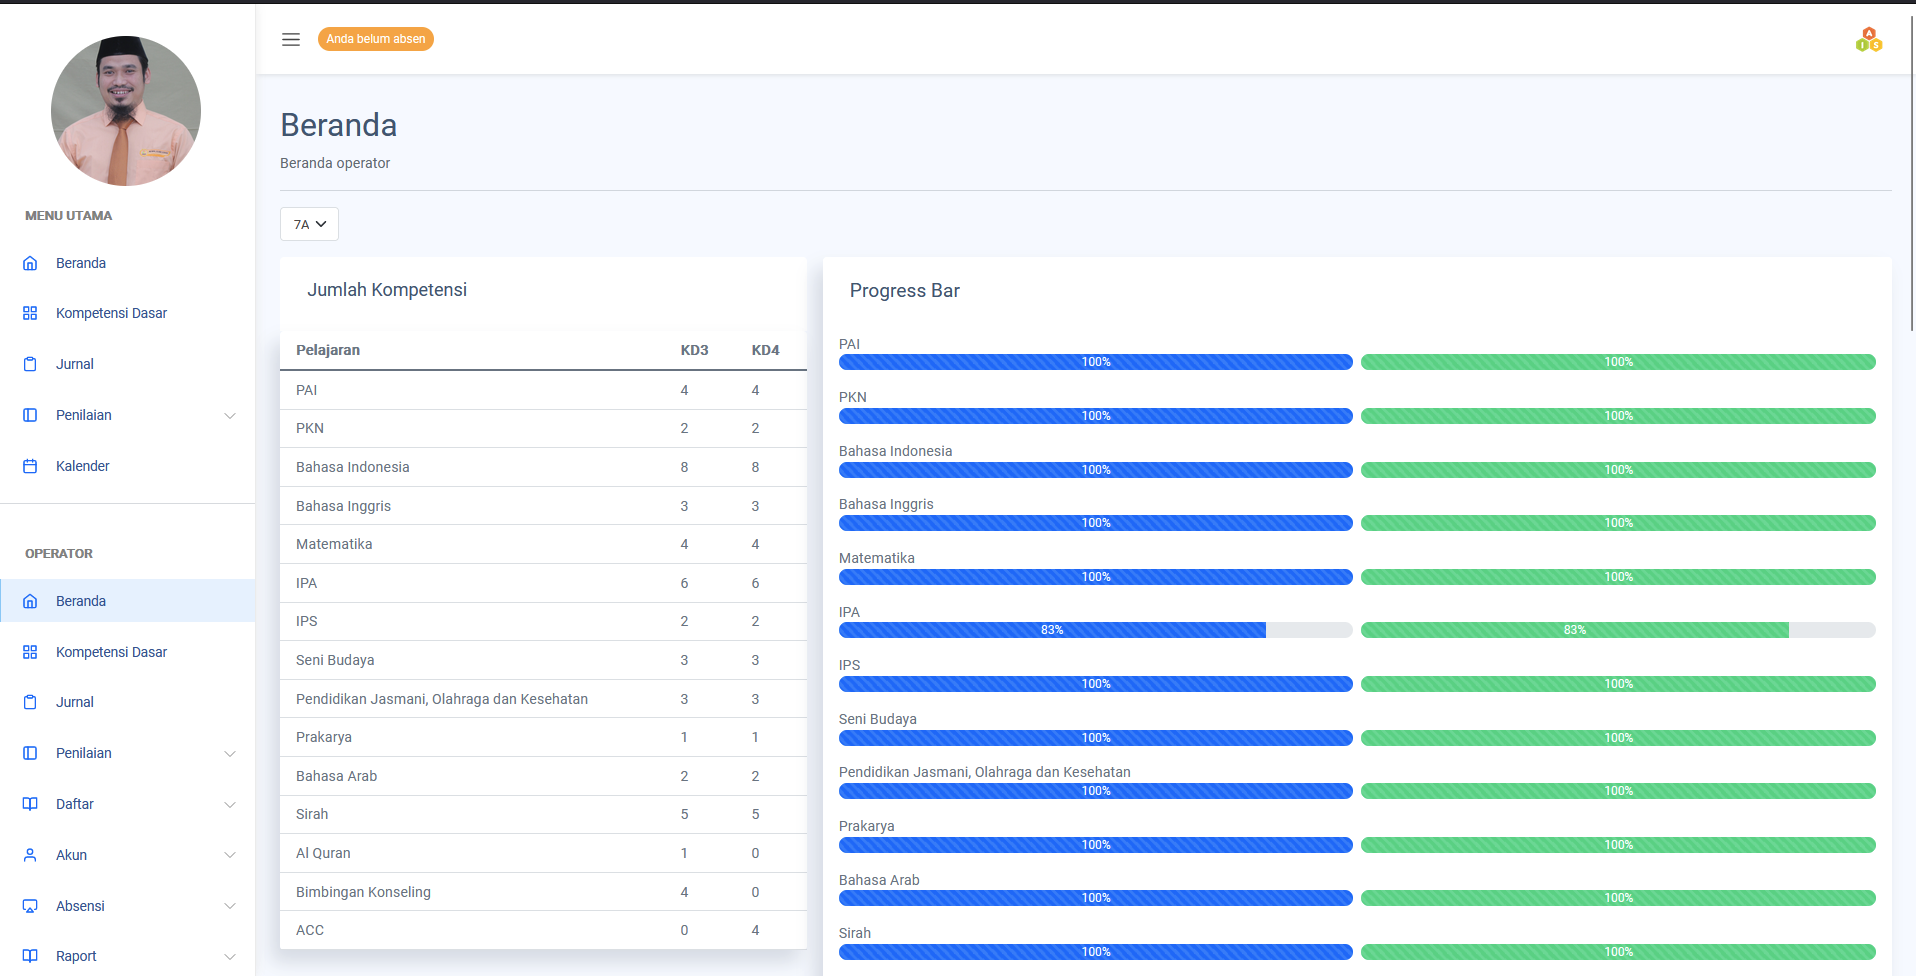 Anda belum absen
A
I S
MENU UTAMA
Beranda
Kompetensi Dasar
Jurnal
Penilaian
Kalender
OPERATOR
Beranda
Kompetensi Dasar
Jurnal
Penilaian
Daftar
Akun
Absensi
Raport
Beranda
Beranda operator
7A
Jumlah Kompetensi
Pelajaran KD3 KD4
PAI 4 4
PKN 2 2
Bahasa Indonesia 8 8
Bahasa Inggris 3 3
Matematika 4 4
IPA 6 6
IPS 2 2
Seni Budaya 3 3
Pendidikan Jasmani, Olahraga dan Kesehatan 3 3
Prakarya 1 1
Bahasa Arab 2 2
Sirah 5 5
Al Quran 1 0
Bimbingan Konseling 4 0
ACC 0 4
Progress Bar
PAI
100% 100%
PKN
100% 100%
Bahasa Indonesia
100% 100%
Bahasa Inggris
100% 100%
Matematika
100% 100%
IPA
83% 83%
IPS
100% 100%
Seni Budaya
100% 100%
Pendidikan Jasmani, Olahraga dan Kesehatan
100% 100%
Prakarya
100% 100%
Bahasa Arab
100% 100%
Sirah
100% 100%